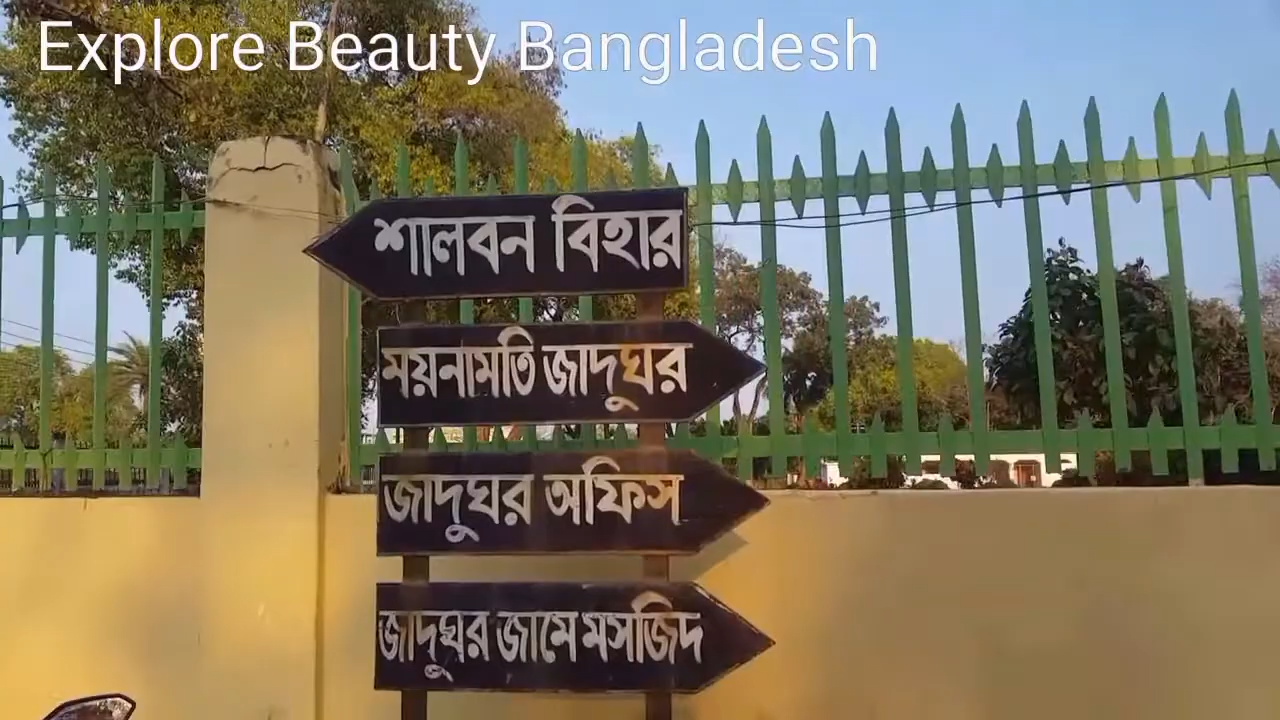 Explore Beauty Bangladesh
শালবন বিহার
ময়নামতি জাদুঘর
জাদুঘর অফিস
জাদুঘর জামে মসজিদ